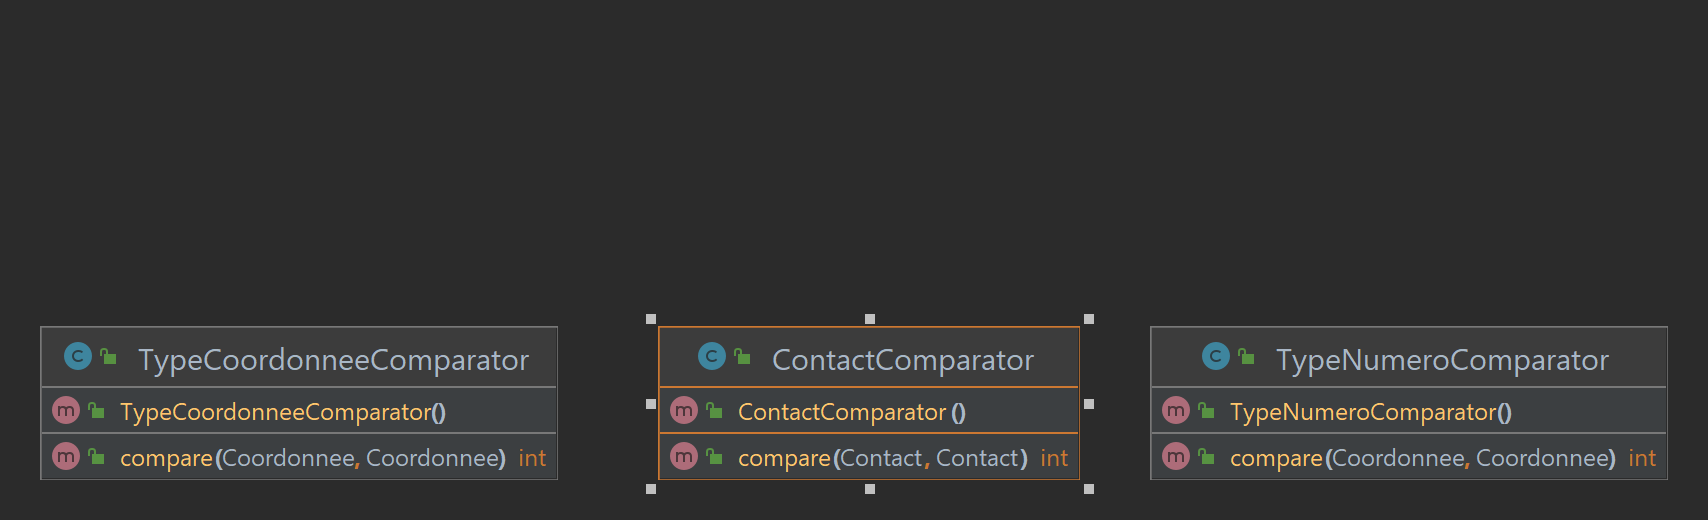 TypeCoordonneeComparator
TypeCoordonneeComparator()
compare(Coordonnee, Coordonnee) int
ContactComparator
ContactComparator()
compare(Contact, Contact) int
TypeNumeroComparator
TypeNumeroComparator()
compare(Coordonnee, Coordonnee) int